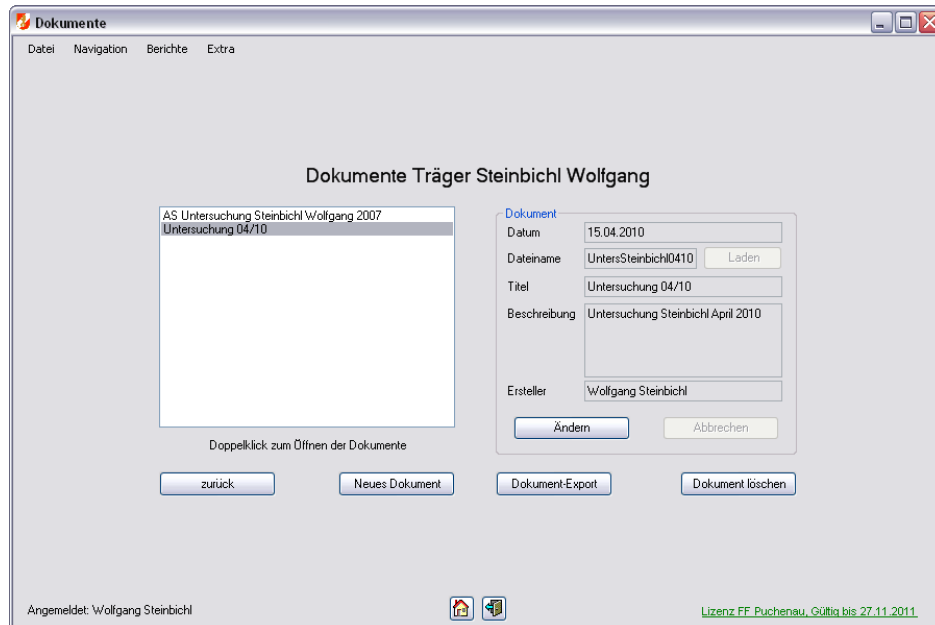 Dokumente
Datei Navigation Berichte Extra
Dokumente Träger Steinbichl Wolfgang
AS Untersuchung Steinbichl Wolfgang 2007
Untersuchung 04/10
Dokument
Datum 15.04.2010
Dateiname UntersSteinbichl0410 Laden
Titel Untersuchung 04/10
Beschreibung Untersuchung Steinbichl April 2010
Ersteller Wolfgang Steinbichl
Ändern Abbrechen
Doppelklick zum Öffnen der Dokumente
zurück Neues Dokument Dokument-Export Dokument löschen
Angemeldet: Wolfgang Steinbichl
Lizenz FF Puchenau, Gültig bis 27.11.2011